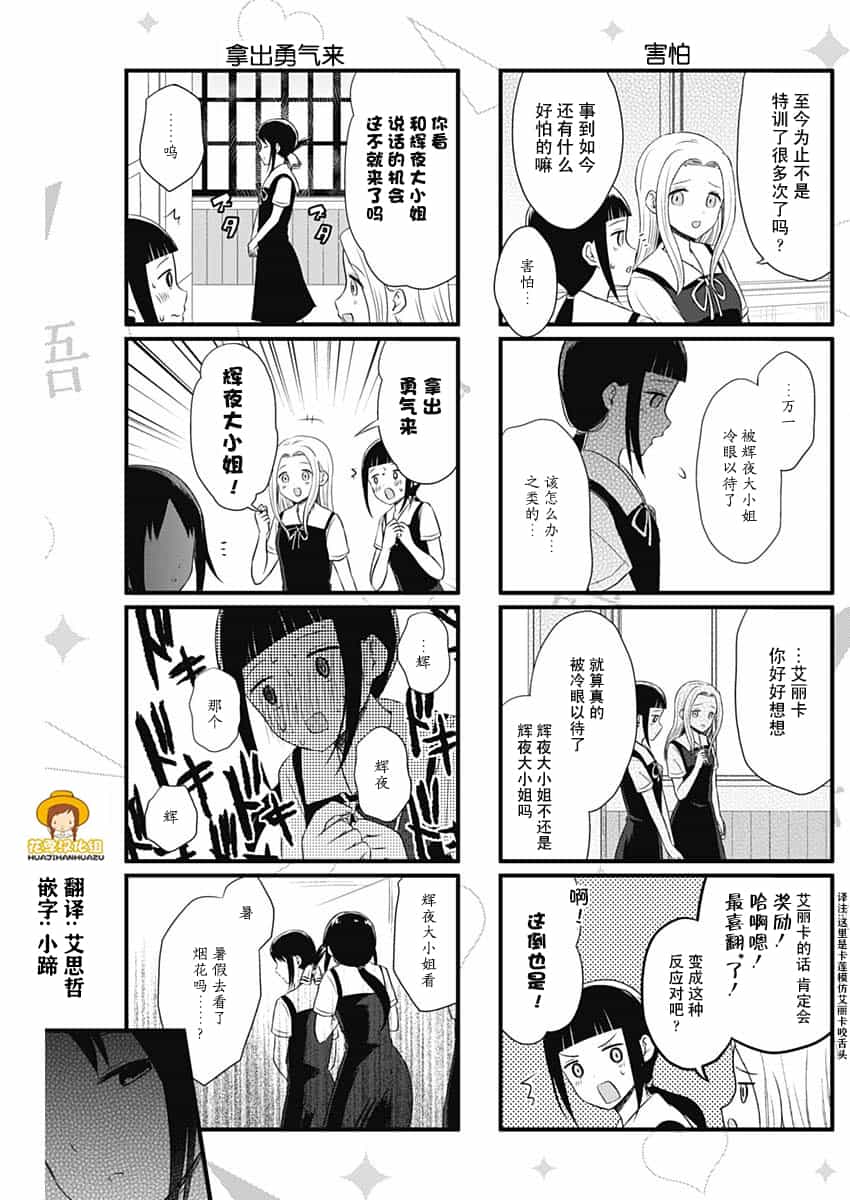 害怕
至今为止不是
特训了很多次了吗？
事到如今
还有什么
好怕的嘛
害怕
…
…万一
被辉夜大小姐
冷眼以待了
该怎么办…
之类的…
…艾丽卡
你好好想想
就算真的
被冷眼以待了
辉夜大小姐不还是
辉夜大小姐吗
艾丽卡的话 肯定会
奖励！
哈啊嗯！
最喜翻了！
变成这种
反应对吧？
啊！
这倒也是！
译注:这里是卡莲模仿艾丽卡咬舌头
拿出勇气来
你看
和辉夜大小姐
说话的机会
这不就来了吗
……呜
不月
不月
拿出
勇气来
辉夜大小姐！
…辉
那个
辉夜
辉
辉夜大小姐看
暑
暑假去看了
烟花吗……？
花堇汉化组
HUAJIHANHUAZU
翻译:艾思哲
嵌字:小蹄